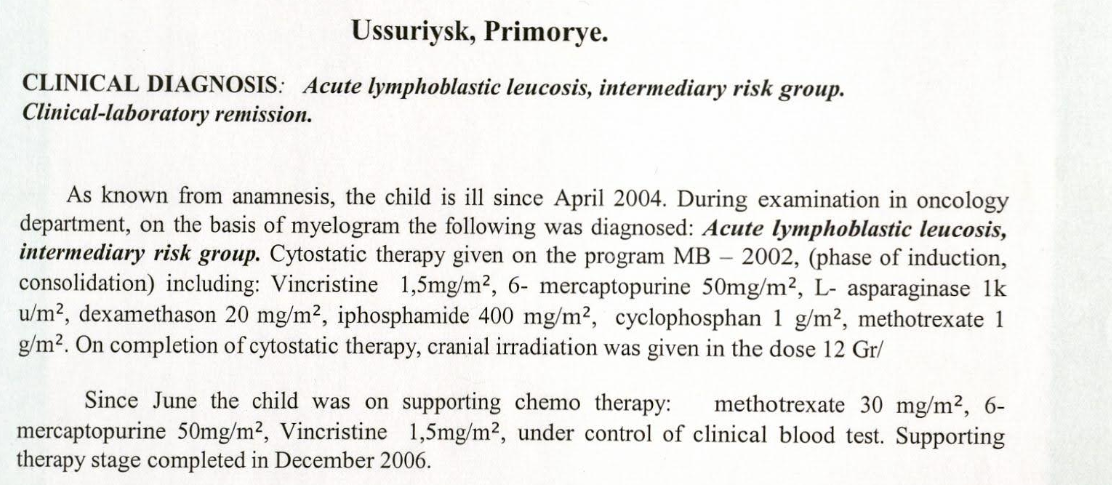 Ussuriysk, Primorye.
CLINICAL DIAGNOSIS: Acute lymphoblastic leucosis, intermediary risk group.
Clinical-laboratory remission.
As known from anamnesis, the child is ill since April 2004. During examination in oncology
department, on the basis of myelogram the following was diagnosed: Acute lymphoblastic leucosis,
intermediary risk group. Cytostatic therapy given on the program MB – 2002, (phase of induction,
consolidation) including: Vincristine 1,5mg/m², 6- mercaptopurine 50mg/m², L- asparaginase 1k
u/m², dexamethason 20 mg/m², iphosphamide 400 mg/m², cyclophosphan 1 g/m², methotrexate 1
g/m². On completion of cytostatic therapy, cranial irradiation was given in the dose 12 Gr/
Since June the child was on supporting chemo therapy: methotrexate 30 mg/m², 6-
mercaptopurine 50mg/m², Vincristine 1,5mg/m², under control of clinical blood test. Supporting
therapy stage completed in December 2006.